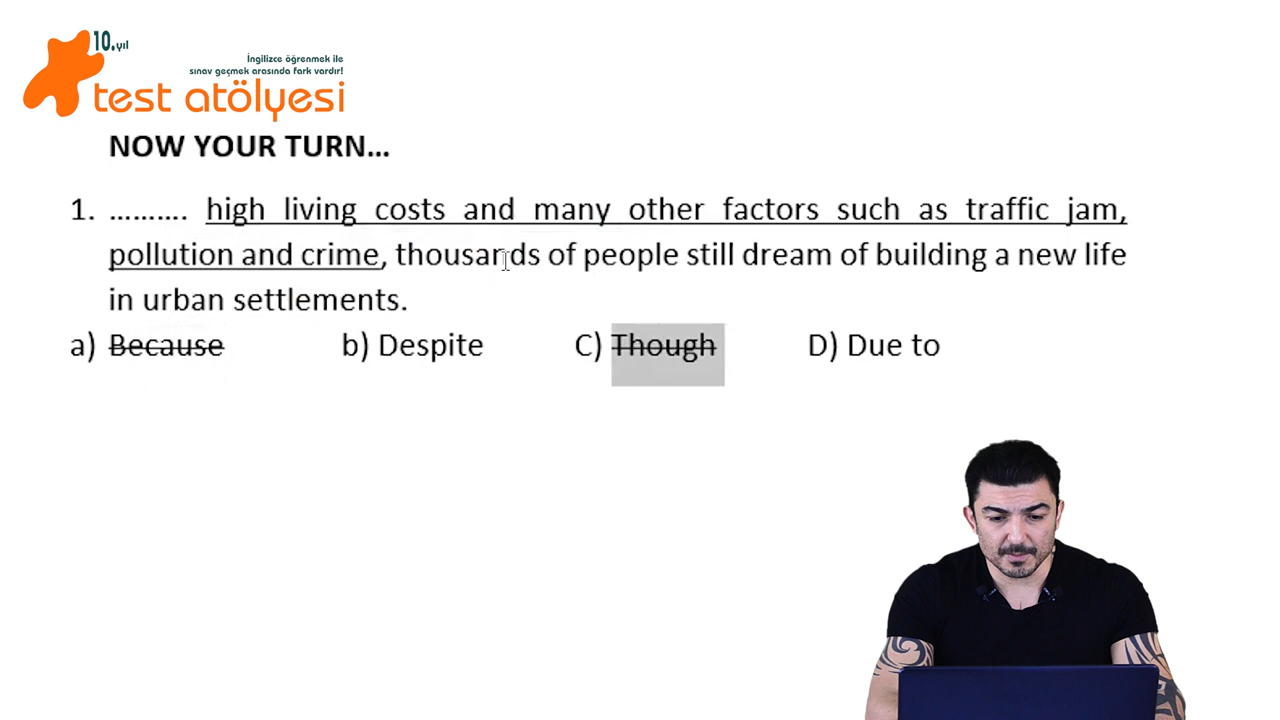 10.yıl
İngilizce öğrenmek ile
sınav geçmek arasında fark vardır!
test atölyesi
NOW YOUR TURN...
1. ………. high living costs and many other factors such as traffic jam,
pollution and crime, thousands of people still dream of building a new life
in urban settlements.
a) Because b) Despite C) Though D) Due to